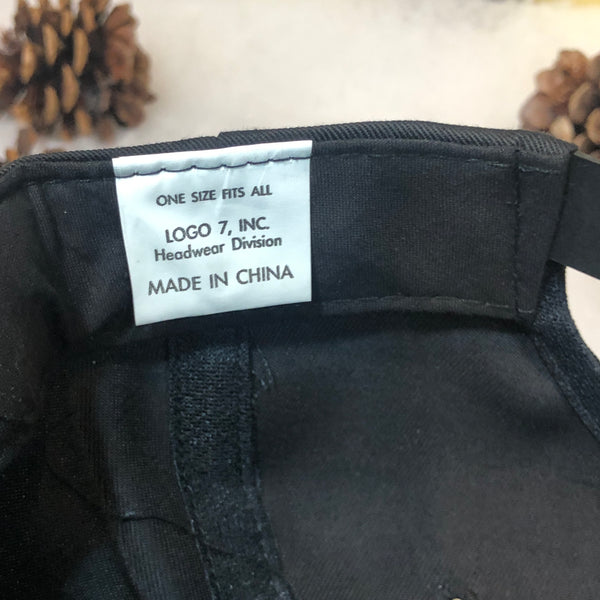 ONE SIZE FITS ALL
LOGO 7, INC.
Headwear Division
MADE IN CHINA